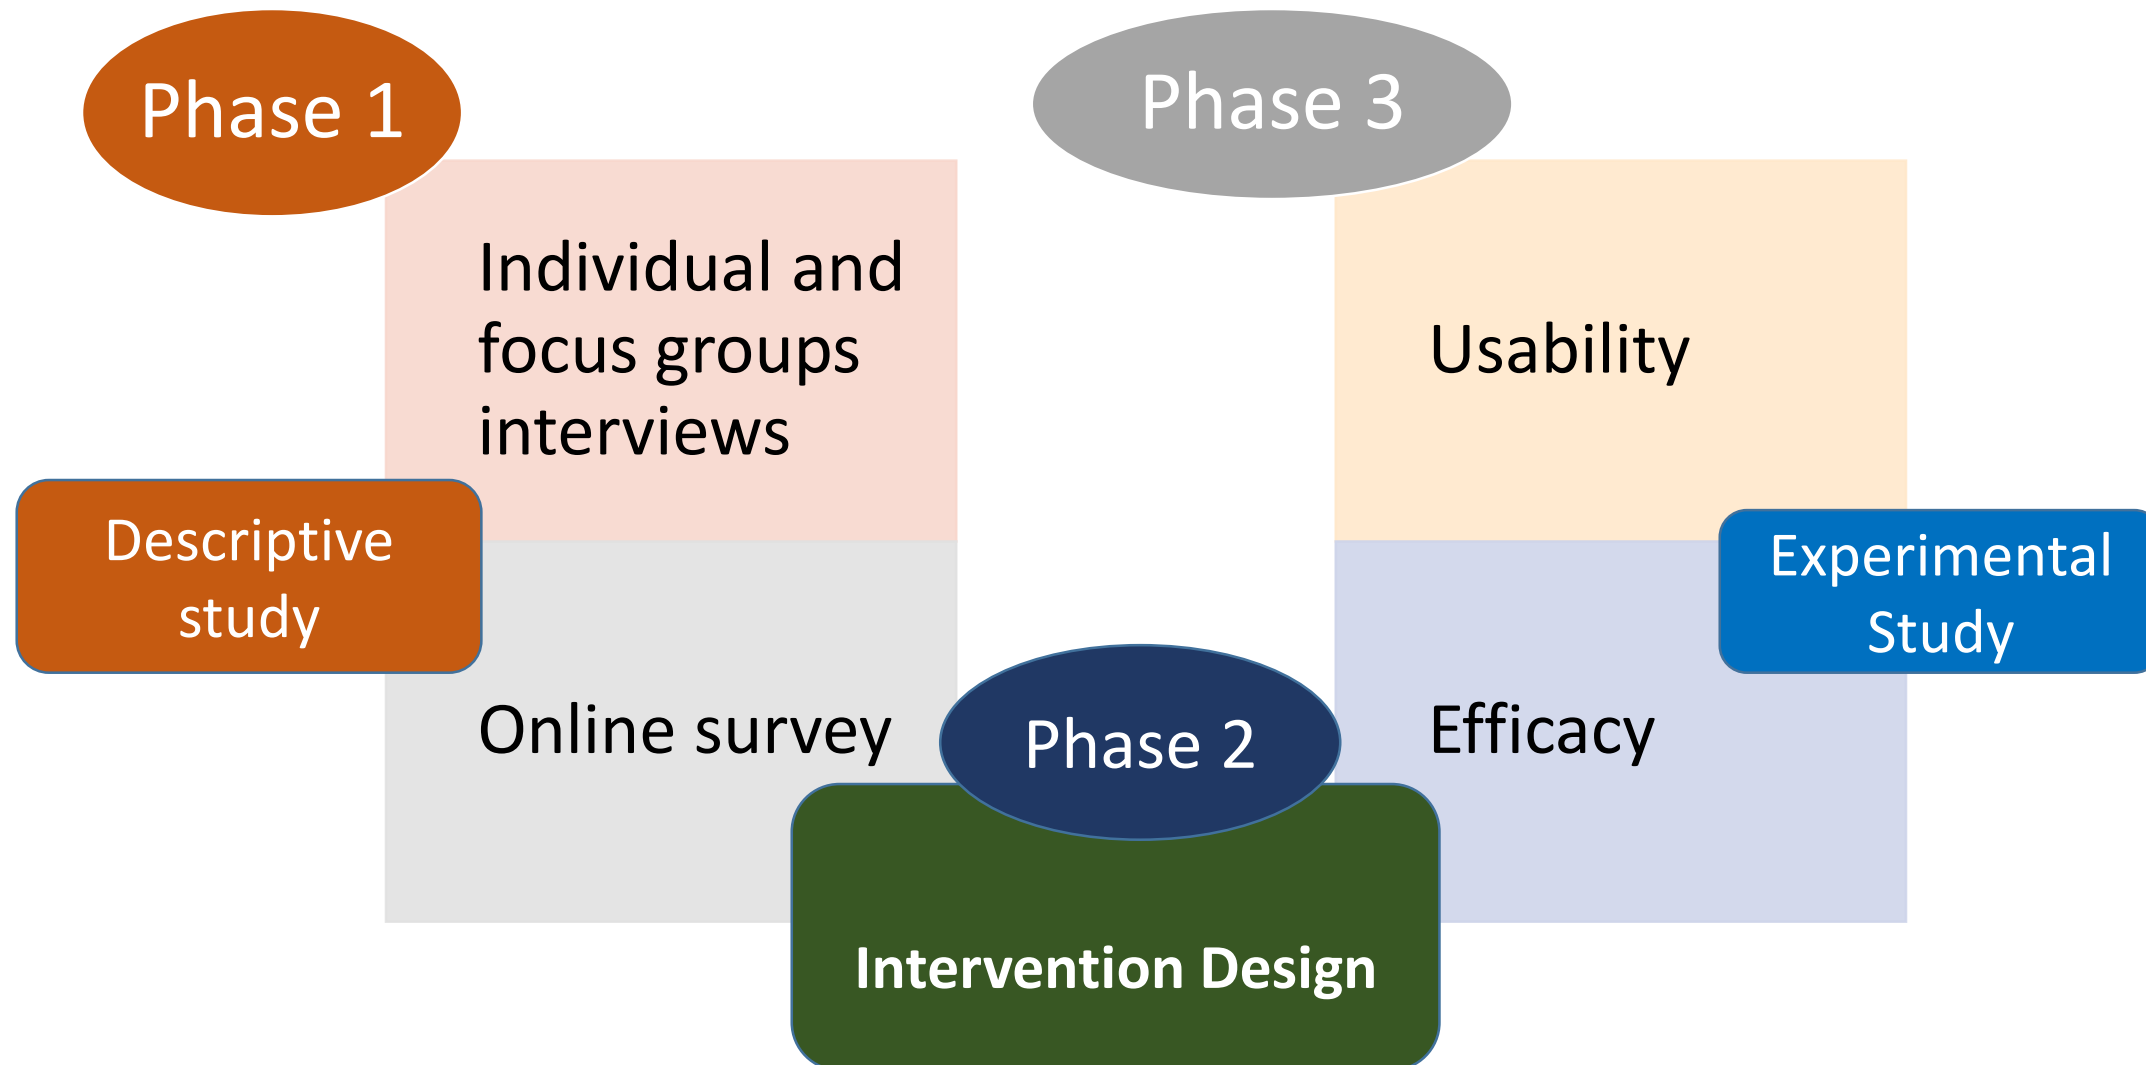 Phase 1
Individual and
focus groups
interviews
Descriptive
study
Online survey
Phase 2
Intervention Design
Phase 3
Usability
Experimental
Study
Efficacy